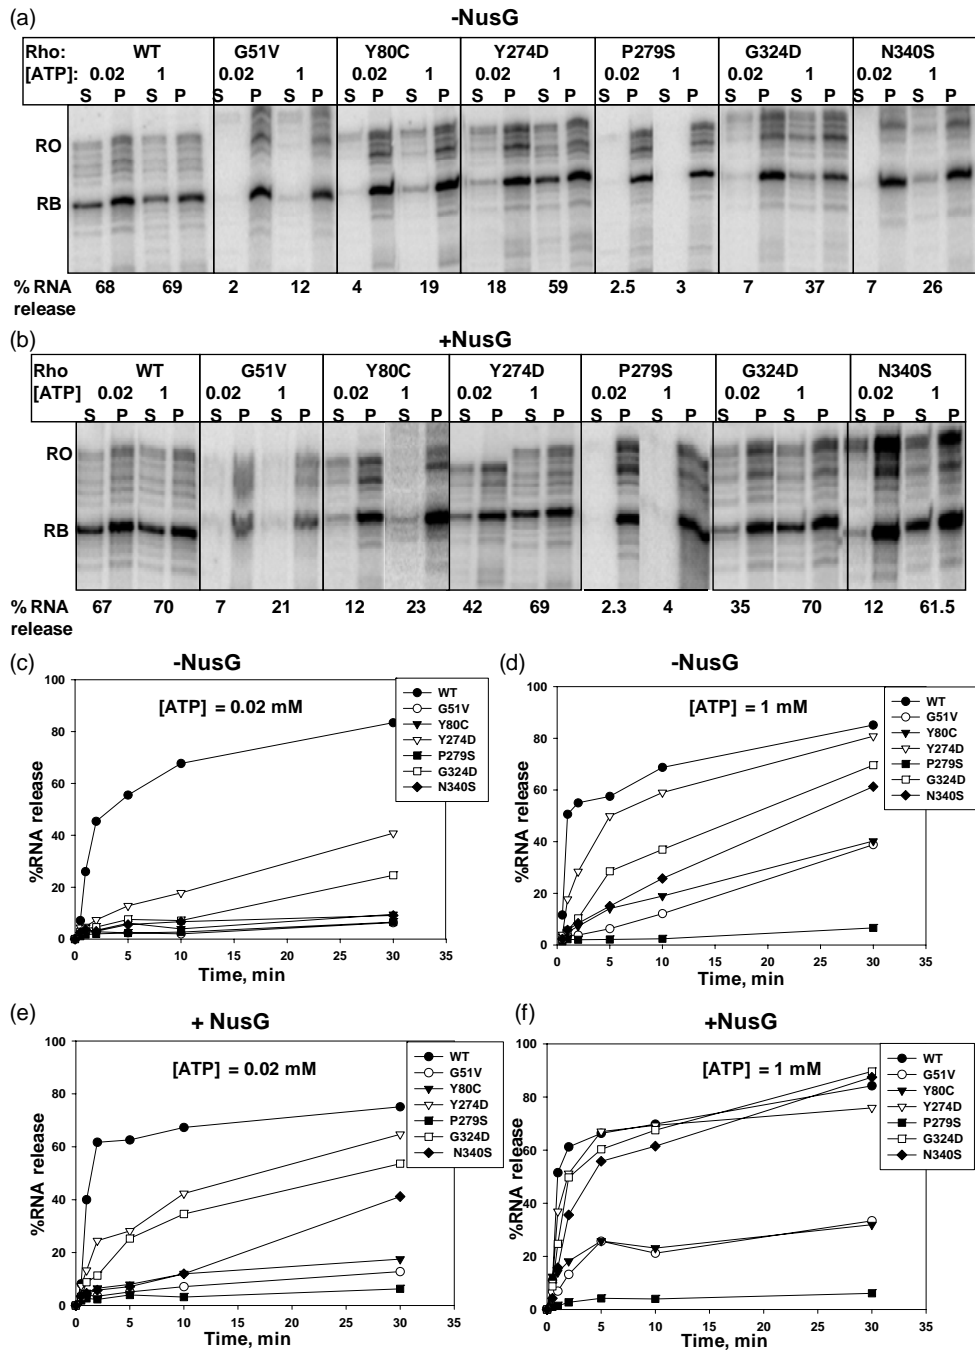 (a)
-NusG
Rho: WT G51V Y80C Y274D P279S G324D N340S
[ATP]: 0.02 1 0.02 1 0.02 1 0.02 1 0.02 1 0.02 1 0.02 1
S P S P S P S P S P S P S P S P S P S P S P S P S P S P
RO
RB
% RNA release 68 69 2 12 4 19 18 59 2.5 3 7 37 7 26
(b)
+NusG
Rho WT G51V Y80C Y274D P279S G324D N340S
[ATP] 0.02 1 0.02 1 0.02 1 0.02 1 0.02 1 0.02 1 0.02 1
S P S P S P S P S P S P S P S P S P S P S P S P S P S P
RO
RB
% RNA release 67 70 7 21 12 23 42 69 2.3 4 35 70 12 61.5
(c)
-NusG
[ATP] = 0.02 mM
WT
G51V
Y80C
Y274D
P279S
G324D
N340S
%RNA release
100
80
60
40
20
0
0 5 10 15 20 25 30 35
Time, min
(d)
-NusG
[ATP] = 1 mM
WT
G51V
Y80C
Y274D
P279S
G324D
N340S
%RNA release
100
80
60
40
20
0
0 5 10 15 20 25 30 35
Time, min
(e)
+ NusG
[ATP] = 0.02 mM
WT
G51V
Y80C
Y274D
P279S
G324D
N340S
%RNA release
100
80
60
40
20
0
0 5 10 15 20 25 30 35
Time, min
(f)
+NusG
[ATP] = 1 mM
WT
G51V
Y80C
Y274D
P279S
G324D
N340S
%RNA release
100
80
60
40
20
0
0 5 10 15 20 25 30 35
Time, min